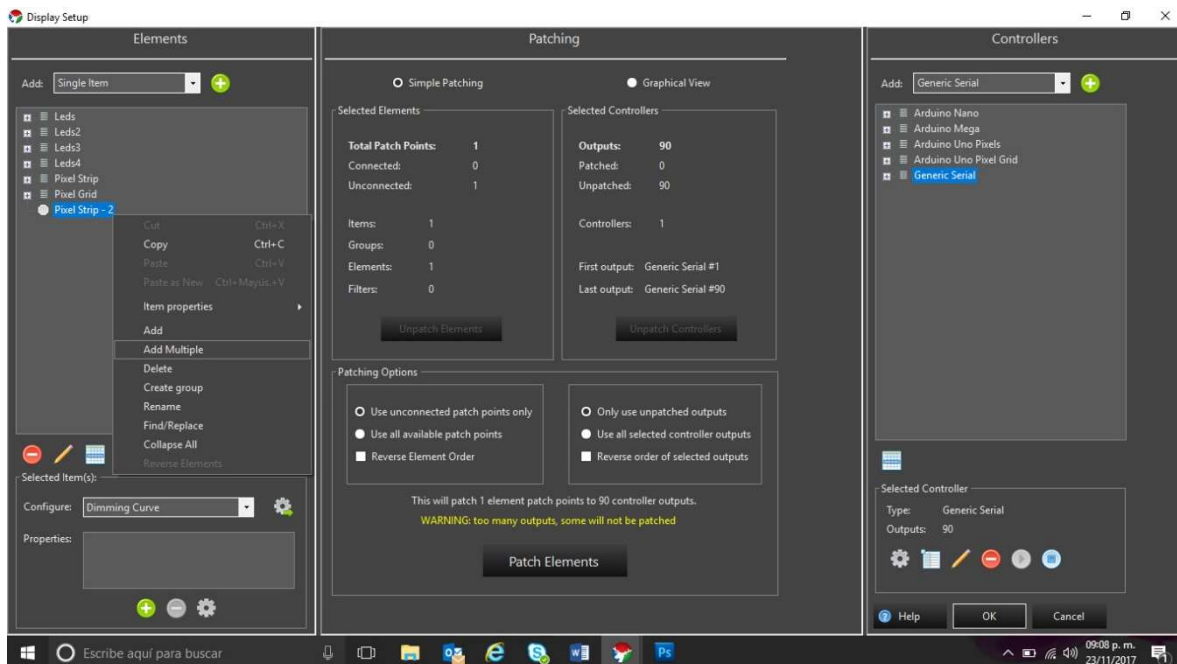 Display Setup
Elements
Add: Single Item
Leds
Leds2
Leds3
Leds4
Pixel Strip
Pixel Grid
Pixel Strip - 2
Cut Ctrl+X
Copy Ctrl+C
Paste Ctrl+V
Paste as New Ctrl+Mayús.+V
Item properties
Add
Add Multiple
Delete
Create group
Rename
Find/Replace
Collapse All
Reverse Elements
Selected Item(s):
Configure: Dimming Curve
Properties:
Patching
Simple Patching
Graphical View
Selected Elements
Total Patch Points: 1
Connected: 0
Unconnected: 1
Items: 1
Groups: 0
Elements: 1
Filters: 0
Unpatch Elements
Selected Controllers
Outputs: 90
Patched: 0
Unpatched: 90
Controllers: 1
First output: Generic Serial #1
Last output: Generic Serial #90
Unpatch Controllers
Patching Options
Use unconnected patch points only
Use all available patch points
Reverse Element Order
Only use unpatched outputs
Use all selected controller outputs
Reverse order of selected outputs
This will patch 1 element patch points to 90 controller outputs.
WARNING: too many outputs, some will not be patched
Patch Elements
Controllers
Add: Generic Serial
Arduino Nano
Arduino Mega
Arduino Uno Pixels
Arduino Uno Pixel Grid
Generic Serial
Selected Controller
Type: Generic Serial
Outputs: 90
Help
OK
Cancel
Escribe aquí para buscar
Ps
09:08 p. m.
23/11/2017